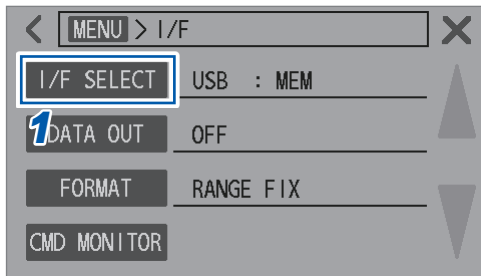 MENU > I/F
I/F SELECT USB : MEM
1
DATA OUT OFF
FORMAT RANGE FIX
CMD MONITOR